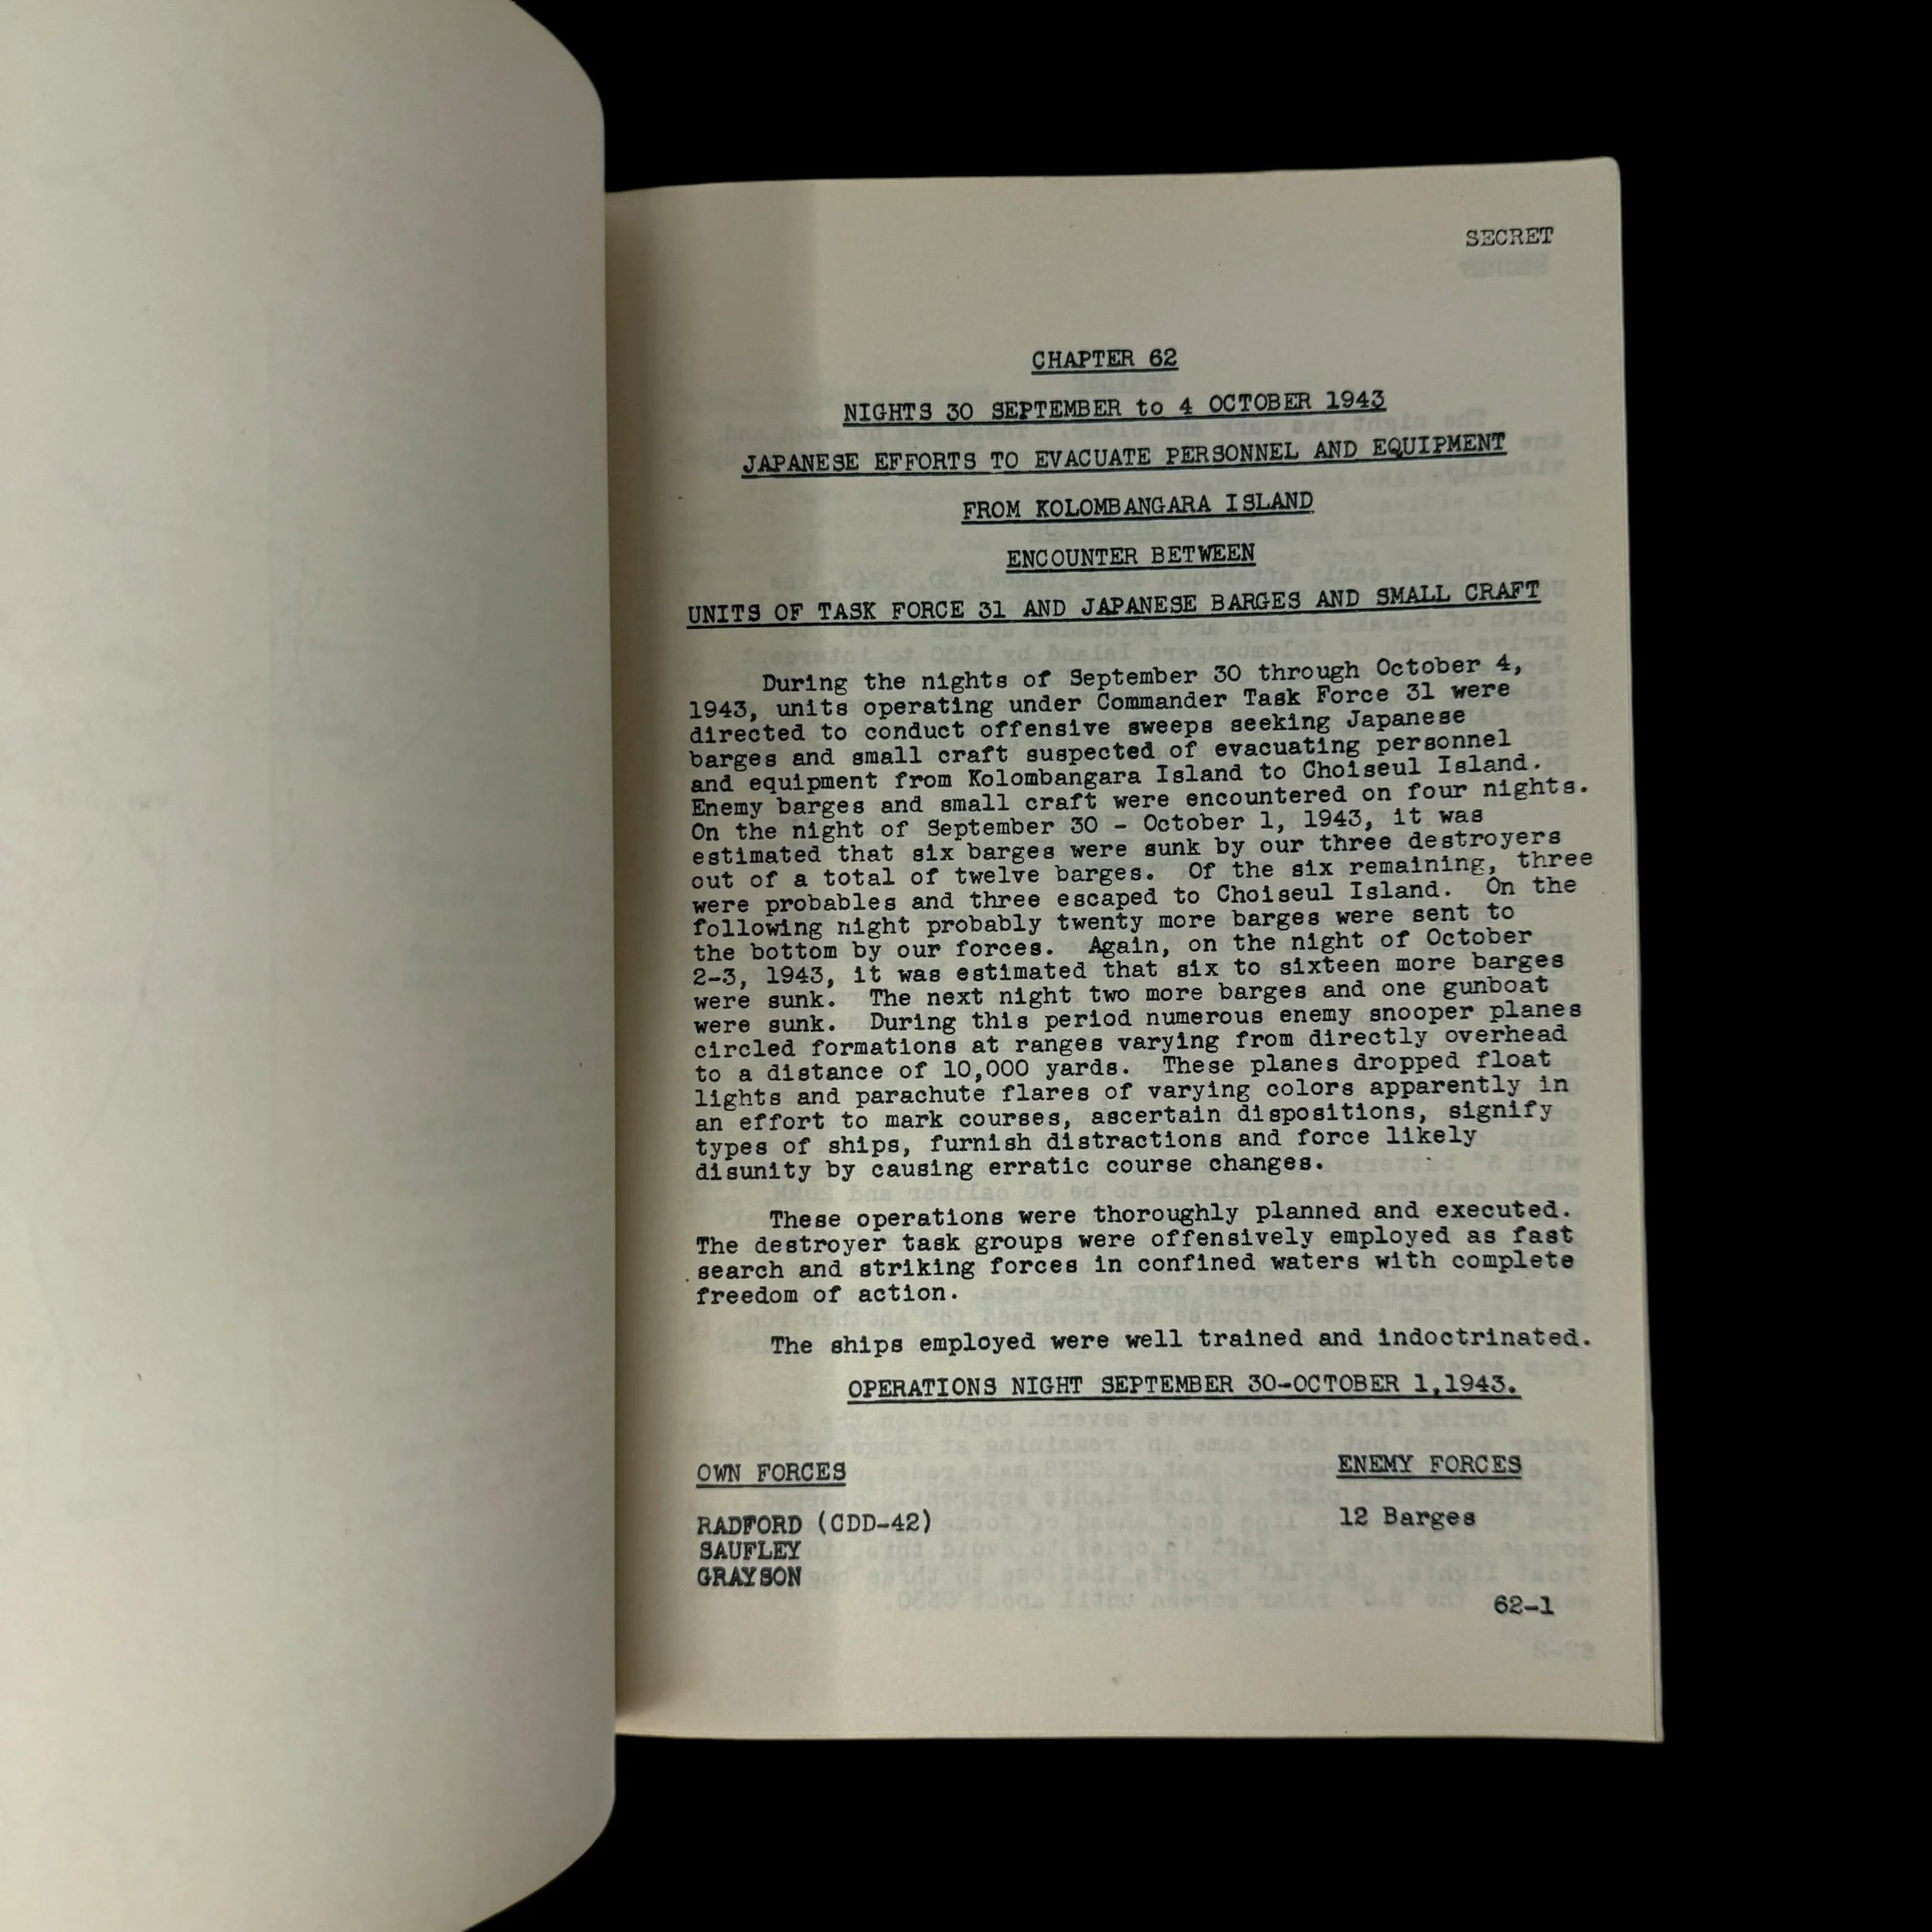 SECRET
CHAPTER 62
NIGHTS 30 SEPTEMBER to 4 OCTOBER 1943
JAPANESE EFFORTS TO EVACUATE PERSONNEL AND EQUIPMENT
FROM KOLOMBANGARA ISLAND
ENCOUNTER BETWEEN
UNITS OF TASK FORCE 31 AND JAPANESE BARGES AND SMALL CRAFT
During the nights of September 30 through October 4,
1943, units operating under Commander Task Force 31 were
directed to conduct offensive sweeps seeking Japanese
barges and small craft suspected of evacuating personnel
and equipment from Kolombangara Island to Choiseul Island.
Enemy barges and small craft were encountered on four nights.
On the night of September 30 - October 1, 1943, it was
estimated that six barges were sunk by our three destroyers
out of a total of twelve barges. Of the six remaining, three
were probables and three escaped to Choiseul Island. On the
following night probably twenty more barges were sent to
the bottom by our forces. Again, on the night of October
2-3, 1943, it was estimated that six to sixteen more barges
were sunk. The next night two more barges and one gunboat
were sunk. During this period numerous enemy snooper planes
circled formations at ranges varying from directly overhead
to a distance of 10,000 yards. These planes dropped float
lights and parachute flares of varying colors apparently in
an effort to mark courses, ascertain dispositions, signify
types of ships, furnish distractions and force likely
disunity by causing erratic course changes.
These operations were thoroughly planned and executed.
The destroyer task groups were offensively employed as fast
search and striking forces in confined waters with complete
freedom of action.
The ships employed were well trained and indoctrinated.
OPERATIONS NIGHT SEPTEMBER 30-OCTOBER 1,1943.
OWN FORCES ENEMY FORCES
RADFORD (CDD-42) 12 Barges
SAUFLEY
GRAYSON
62-1